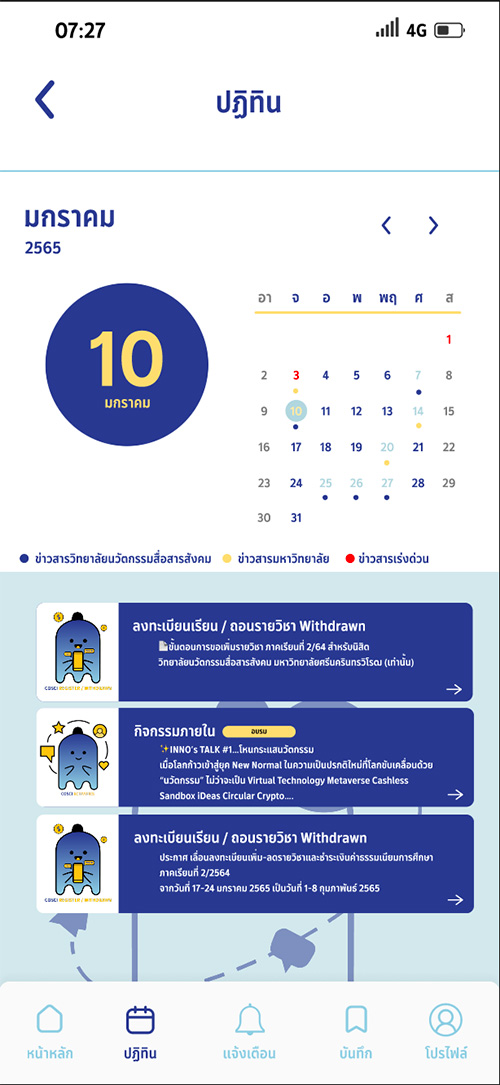 07:27
4G
ปฏิทิน
มกราคม
2565
10
มกราคม
อา จ อ พ พฤ ศ ส
1
2 3 4 5 6 7 8
9 10 11 12 13 14 15
16 17 18 19 20 21 22
23 24 25 26 27 28 29
30 31
ข่าวสารวิทยาลัยนวัตกรรมสื่อสารสังคม ข่าวสารมหาวิทยาลัย ข่าวสารเร่งด่วน
ลงทะเบียนเรียน / ถอนรายวิชา Withdrawn
ขั้นตอนการขอเพิ่มรายวิชา ภาคเรียนที่ 2/64 สำหรับนิสิต
วิทยาลัยนวัตกรรมสื่อสารสังคม มหาวิทยาลัยศรีนครินทรวิโรฒ (เท่านั้น)
COSCI REGISTER / WITHDRAWN
กิจกรรมภายใน อบรม
✨INNO's TALK #1...โหนกระแสนวัตกรรม
เมื่อโลกก้าวเข้าสู่ยุค New Normal ในความเป็นปรกติใหม่ที่โลกขับเคลื่อนด้วย
“นวัตกรรม” ไม่ว่าจะเป็น Virtual Technology Metaverse Cashless
Sandbox iDeas Circular Crypto....
ลงทะเบียนเรียน / ถอนรายวิชา Withdrawn
ประกาศ เลื่อนลงทะเบียนเพิ่ม-ลดรายวิชาและชำระเงินค่าธรรมเนียมการศึกษา
ภาคเรียนที่ 2/2564
จากวันที่ 17-24 มกราคม 2565 เป็นวันที่ 1-8 กุมภาพันธ์ 2565
COSCI REGISTER / WITHDRAWN
หน้าหลัก ปฏิทิน แจ้งเตือน บันทึก โปรไฟล์